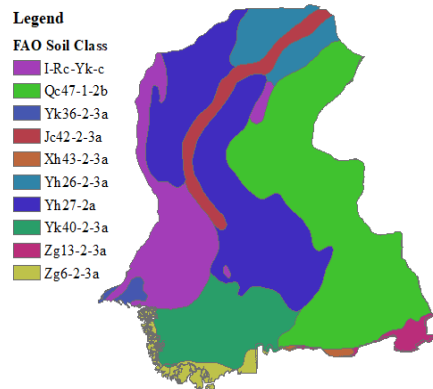 Legend
FAO Soil Class
I-Rc-Yk-c
Qc47-1-2b
Yk36-2-3a
Jc42-2-3a
Xh43-2-3a
Yh26-2-3a
Yh27-2a
Yk40-2-3a
Zg13-2-3a
Zg6-2-3a